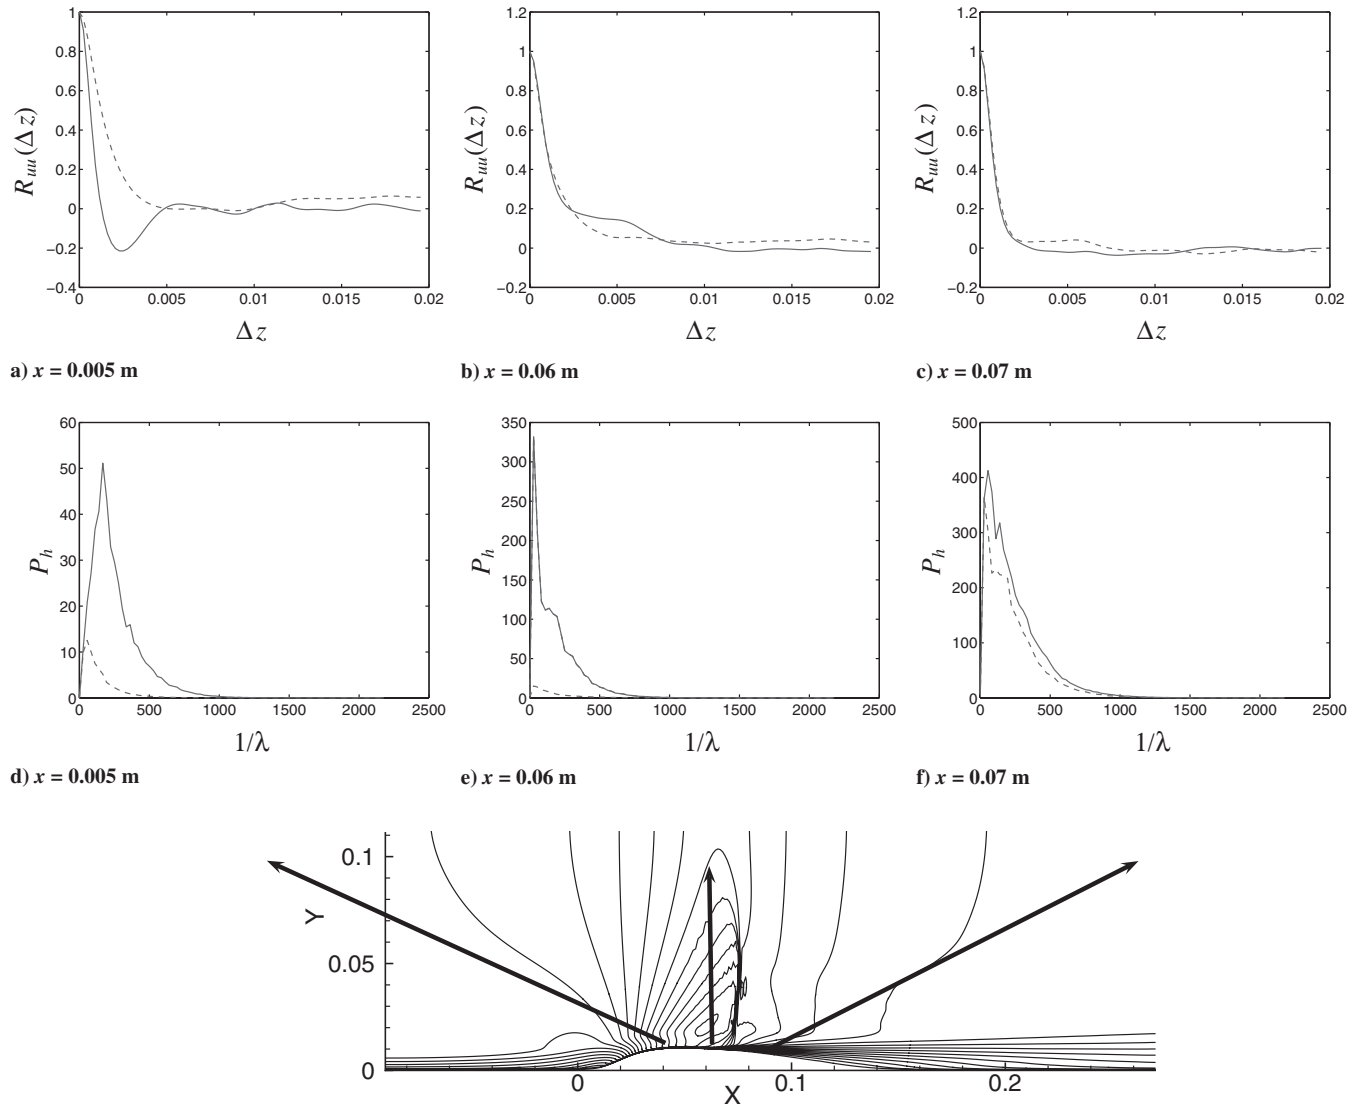 1
0.8
0.6
0.4
0.2
0
−0.2
−0.4
0 0.005 0.01 0.015 0.02
R_uu(Δz)
Δz
a) x = 0.005 m
1.2
1
0.8
0.6
0.4
0.2
0
−0.2
0 0.005 0.01 0.015 0.02
R_uu(Δz)
Δz
b) x = 0.06 m
1.2
1
0.8
0.6
0.4
0.2
0
−0.2
0 0.005 0.01 0.015 0.02
R_uu(Δz)
Δz
c) x = 0.07 m
60
50
40
30
20
10
0
0 500 1000 1500 2000 2500
P_h
1/λ
d) x = 0.005 m
350
300
250
200
150
100
50
0
0 500 1000 1500 2000 2500
P_h
1/λ
e) x = 0.06 m
500
400
300
200
100
0
0 500 1000 1500 2000 2500
P_h
1/λ
f) x = 0.07 m
0.1
0.05
0
Y
0 0.1 0.2
X